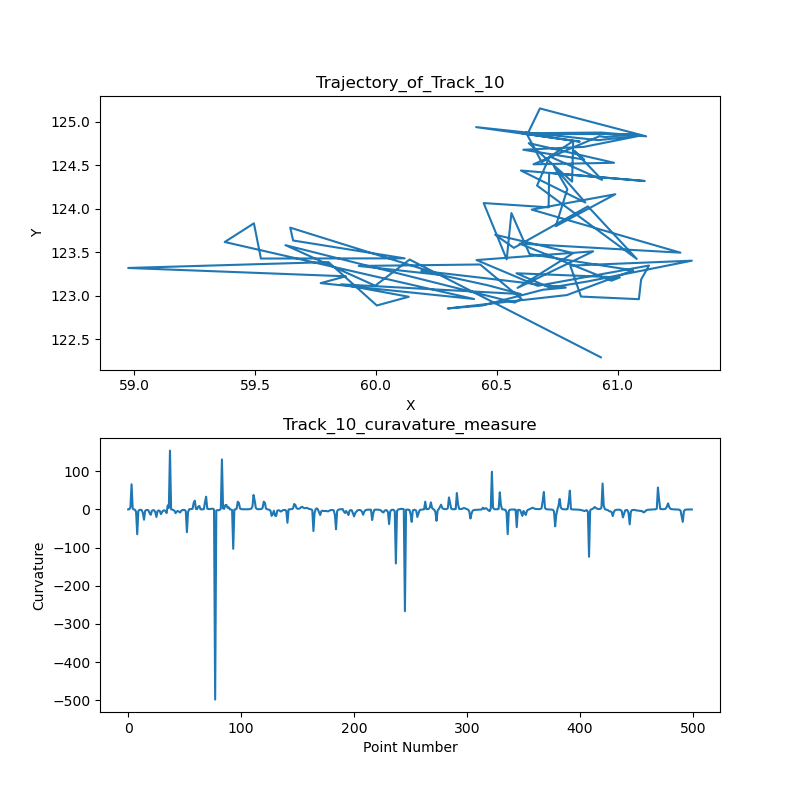 Trajectory_of_Track_10
125.0
124.5
124.0
123.5
123.0
122.5
Y
59.0 59.5 60.0 60.5 61.0
X
Track_10_curavature_measure
100
0
−100
−200
−300
−400
−500
Curvature
0 100 200 300 400 500
Point Number